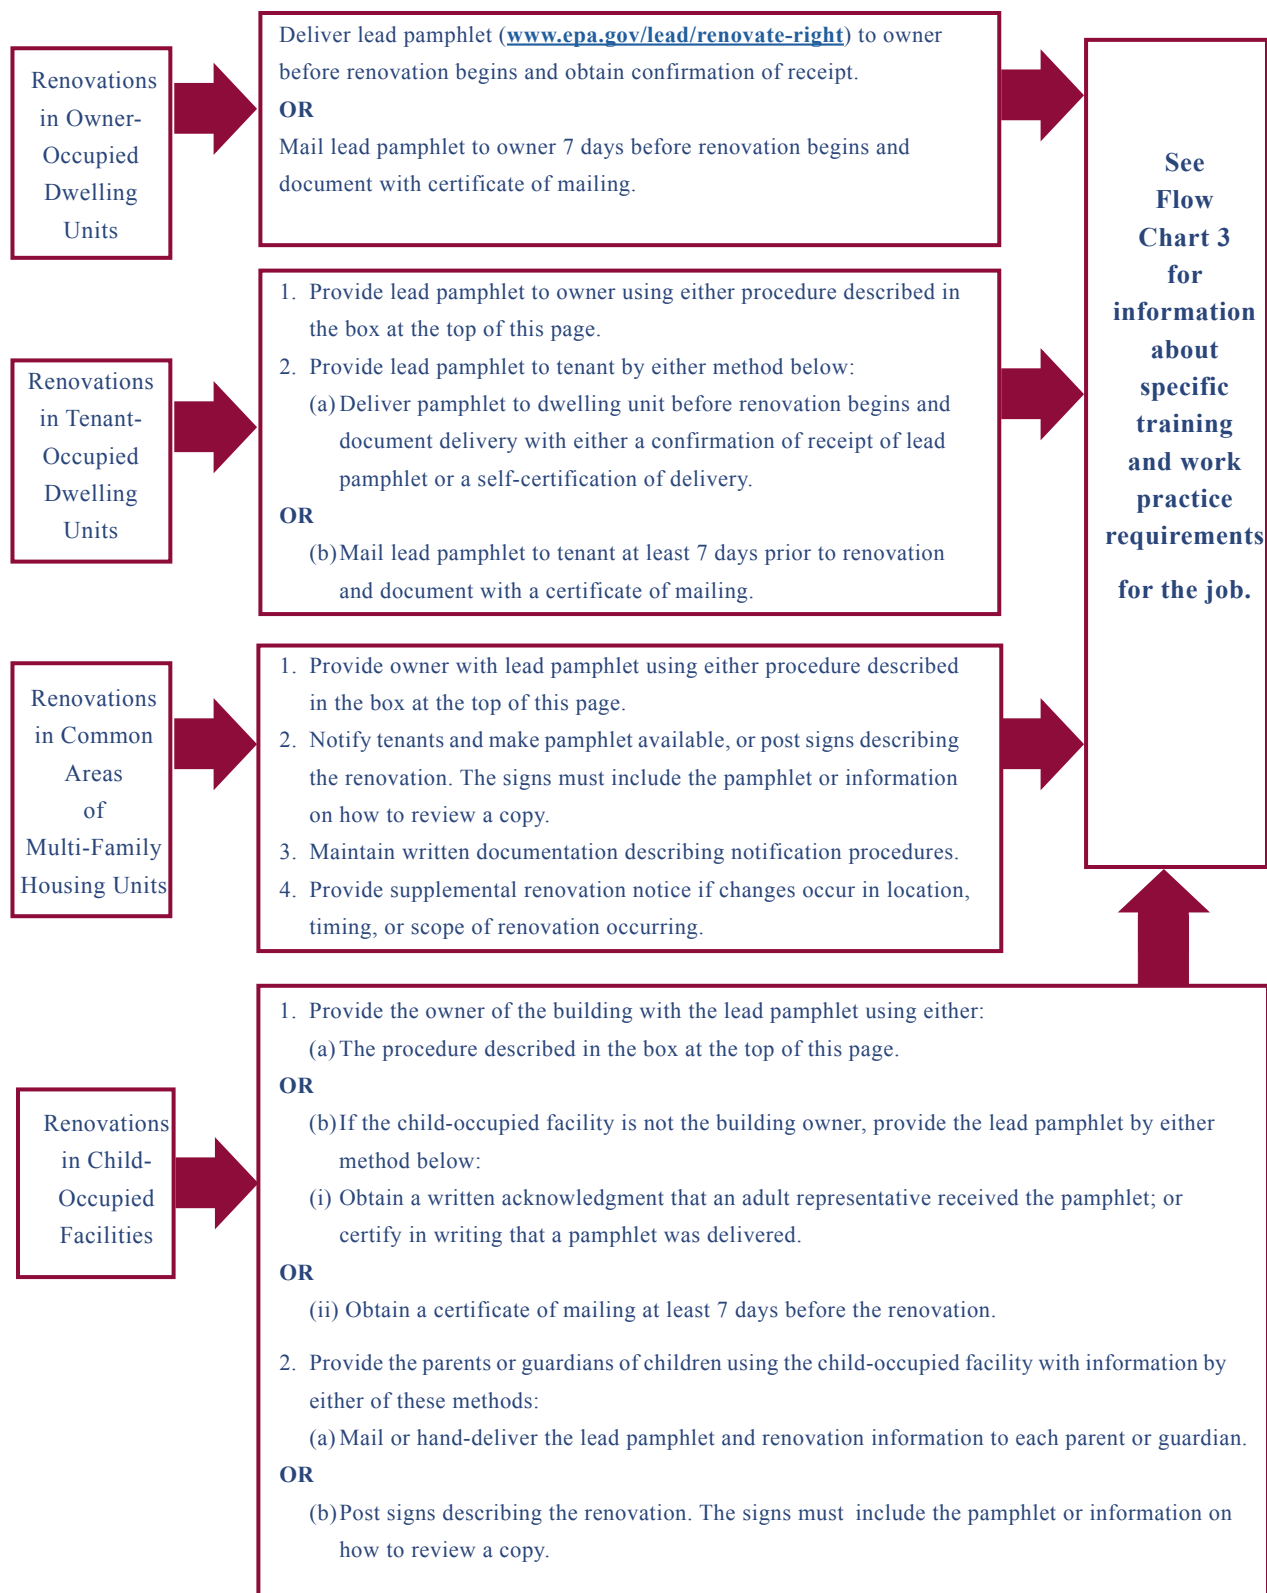 Renovations
in Owner-
Occupied
Dwelling
Units
Deliver lead pamphlet (www.epa.gov/lead/renovate-right) to owner
before renovation begins and obtain confirmation of receipt.
OR
Mail lead pamphlet to owner 7 days before renovation begins and
document with certificate of mailing.
Renovations
in Tenant-
Occupied
Dwelling
Units
1. Provide lead pamphlet to owner using either procedure described in
the box at the top of this page.
2. Provide lead pamphlet to tenant by either method below:
(a) Deliver pamphlet to dwelling unit before renovation begins and
document delivery with either a confirmation of receipt of lead
pamphlet or a self-certification of delivery.
OR
(b) Mail lead pamphlet to tenant at least 7 days prior to renovation
and document with a certificate of mailing.
Renovations
in Common
Areas
of
Multi-Family
Housing Units
1. Provide owner with lead pamphlet using either procedure described
in the box at the top of this page.
2. Notify tenants and make pamphlet available, or post signs describing
the renovation. The signs must include the pamphlet or information
on how to review a copy.
3. Maintain written documentation describing notification procedures.
4. Provide supplemental renovation notice if changes occur in location,
timing, or scope of renovation occurring.
See
Flow
Chart 3
for
information
about
specific
training
and work
practice
requirements
for the job.
Renovations
in Child-
Occupied
Facilities
1. Provide the owner of the building with the lead pamphlet using either:
(a) The procedure described in the box at the top of this page.
OR
(b) If the child-occupied facility is not the building owner, provide the lead pamphlet by either
method below:
(i) Obtain a written acknowledgment that an adult representative received the pamphlet; or
certify in writing that a pamphlet was delivered.
OR
(ii) Obtain a certificate of mailing at least 7 days before the renovation.
2. Provide the parents or guardians of children using the child-occupied facility with information by
either of these methods:
(a) Mail or hand-deliver the lead pamphlet and renovation information to each parent or guardian.
OR
(b) Post signs describing the renovation. The signs must include the pamphlet or information on
how to review a copy.